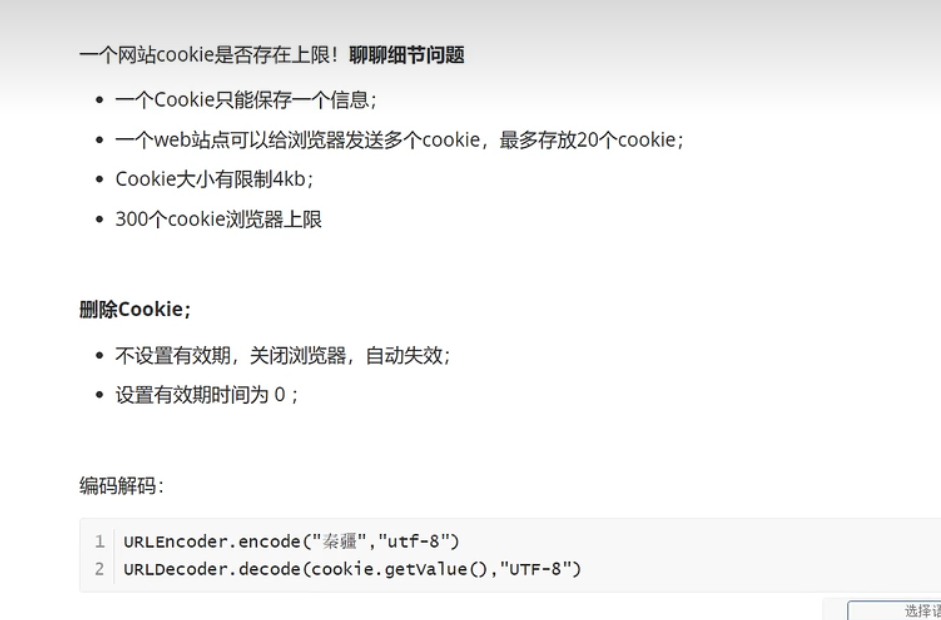 一个网站cookie是否存在上限！聊聊细节问题
一个Cookie只能保存一个信息；
一个web站点可以给浏览器发送多个cookie，最多存放20个cookie；
Cookie大小有限制4kb；
300个cookie浏览器上限
删除Cookie；
不设置有效期，关闭浏览器，自动失效；
设置有效期时间为 0 ；
编码解码：
1 URLEncoder.encode("秦疆","utf-8")
2 URLDecoder.decode(cookie.getValue(),"UTF-8")
选择语